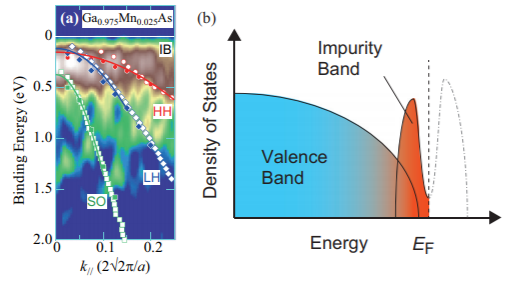 (a) Ga0.975Mn0.025As
IB
HH
LH
SO
0
0.5
1.0
1.5
2.0
0
0.1
0.2
Binding Energy (eV)
k// (2√2π/a)
(b)
Impurity
Band
Valence
Band
Density of States
Energy
EF